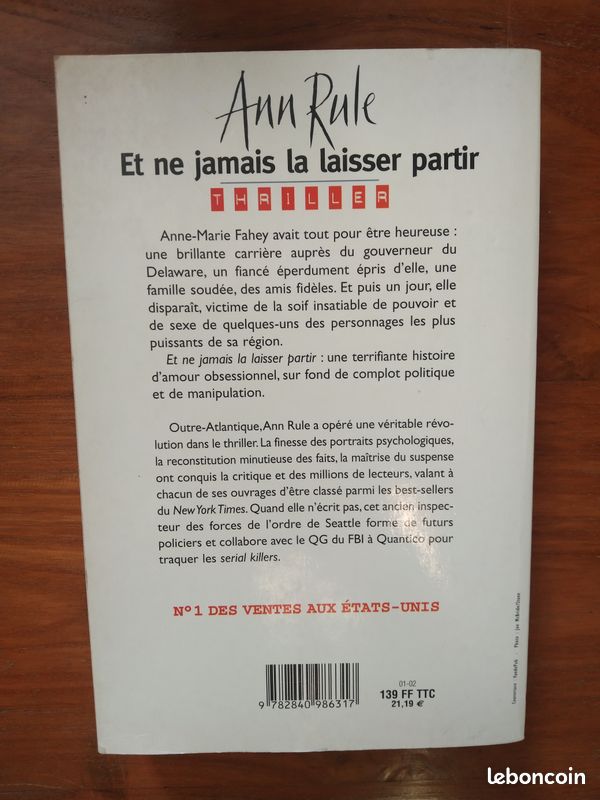 Ann Rule
Et ne jamais la laisser partir
THRILLER
Anne-Marie Fahey avait tout pour être heureuse :
une brillante carrière auprès du gouverneur du
Delaware, un fiancé éperdument épris d'elle, une
famille soudée, des amis fidèles. Et puis un jour, elle
disparaît, victime de la soif insatiable de pouvoir et
de sexe de quelques-uns des personnages les plus
puissants de sa région.
Et ne jamais la laisser partir : une terrifiante histoire
d'amour obsessionnel, sur fond de complot politique
et de manipulation.
Outre-Atlantique, Ann Rule a opéré une véritable révo-
lution dans le thriller. La finesse des portraits psychologiques,
la reconstitution minutieuse des faits, la maîtrise du suspense
ont conquis la critique et des millions de lecteurs, valant à
chacun de ses ouvrages d'être classé parmi les best-sellers
du New York Times. Quand elle n'écrit pas, cet ancien inspec-
teur des forces de l'ordre de Seattle forme de futurs
policiers et collabore avec le QG du FBI à Quantico pour
traquer les serial killers.
N°1 DES VENTES AUX ÉTATS-UNIS
01-02
139 FF TTC
21,19 €
9 782840 986317
Couverture : · Photo :
leboncoin